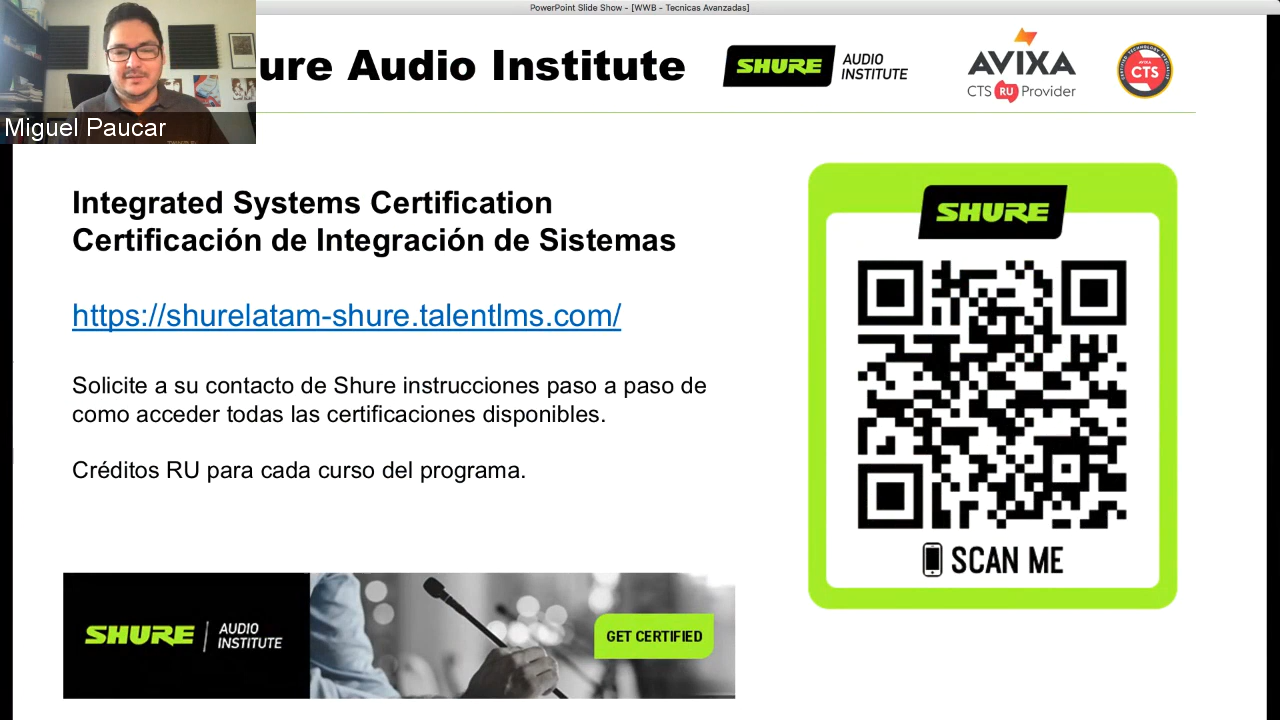 PowerPoint Slide Show - [WWB - Tecnicas Avanzadas]
ure Audio Institute
SHURE
AUDIO
INSTITUTE
AVIXA
CTS RU Provider
AVIXA
CTS
Miguel Paucar
Integrated Systems Certification
Certificación de Integración de Sistemas
https://shurelatam-shure.talentlms.com/
Solicite a su contacto de Shure instrucciones paso a paso de
como acceder todas las certificaciones disponibles.
Créditos RU para cada curso del programa.
SHURE
SCAN ME
SHURE
AUDIO
INSTITUTE
GET CERTIFIED